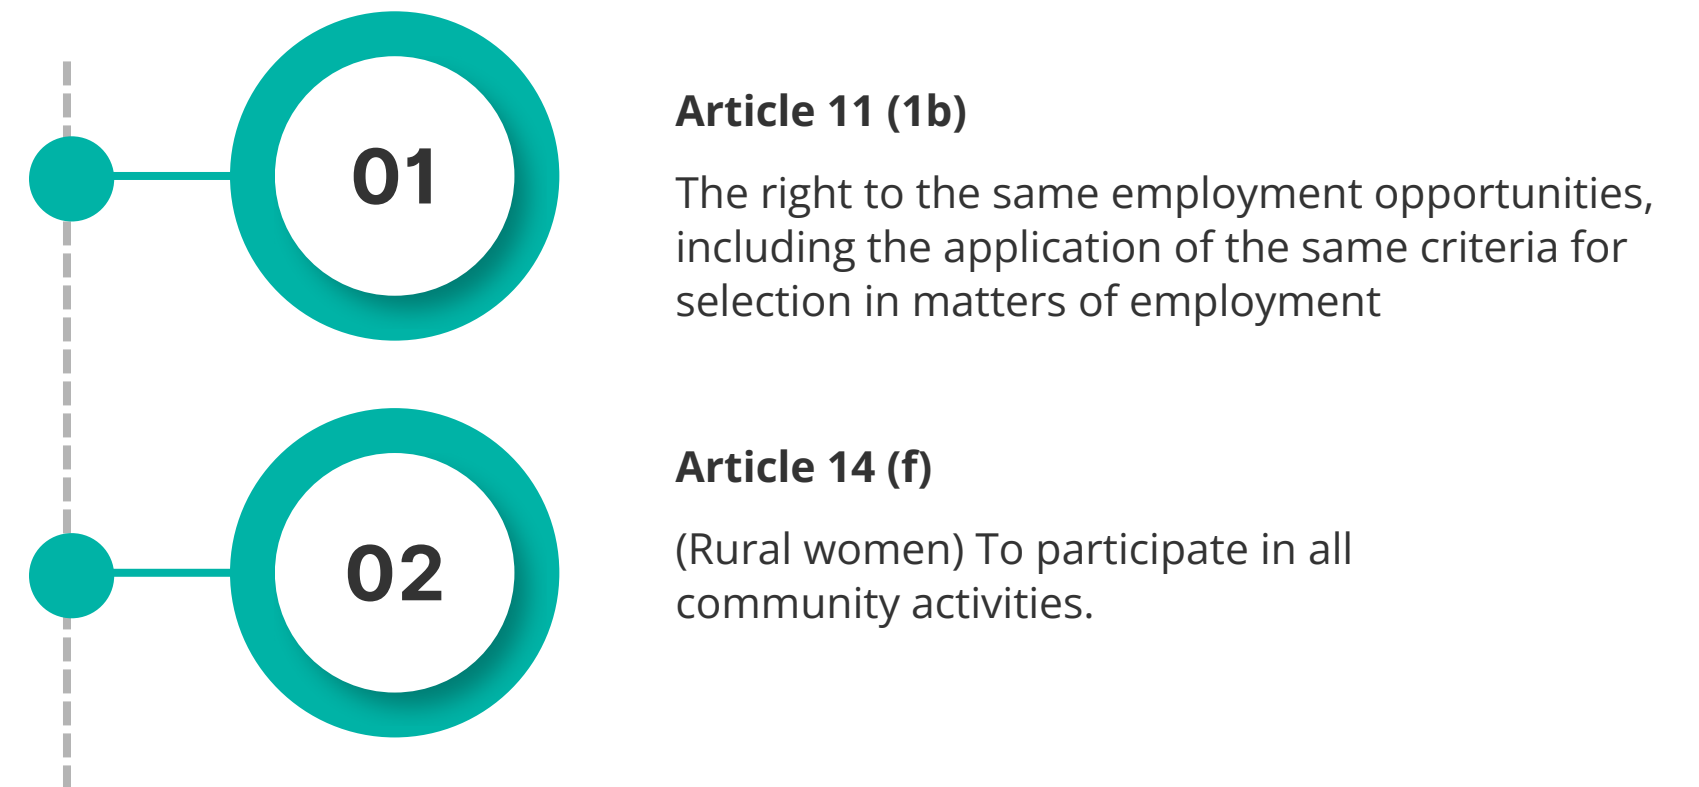 01
Article 11 (1b)
The right to the same employment opportunities,
including the application of the same criteria for
selection in matters of employment
02
Article 14 (f)
(Rural women) To participate in all
community activities.